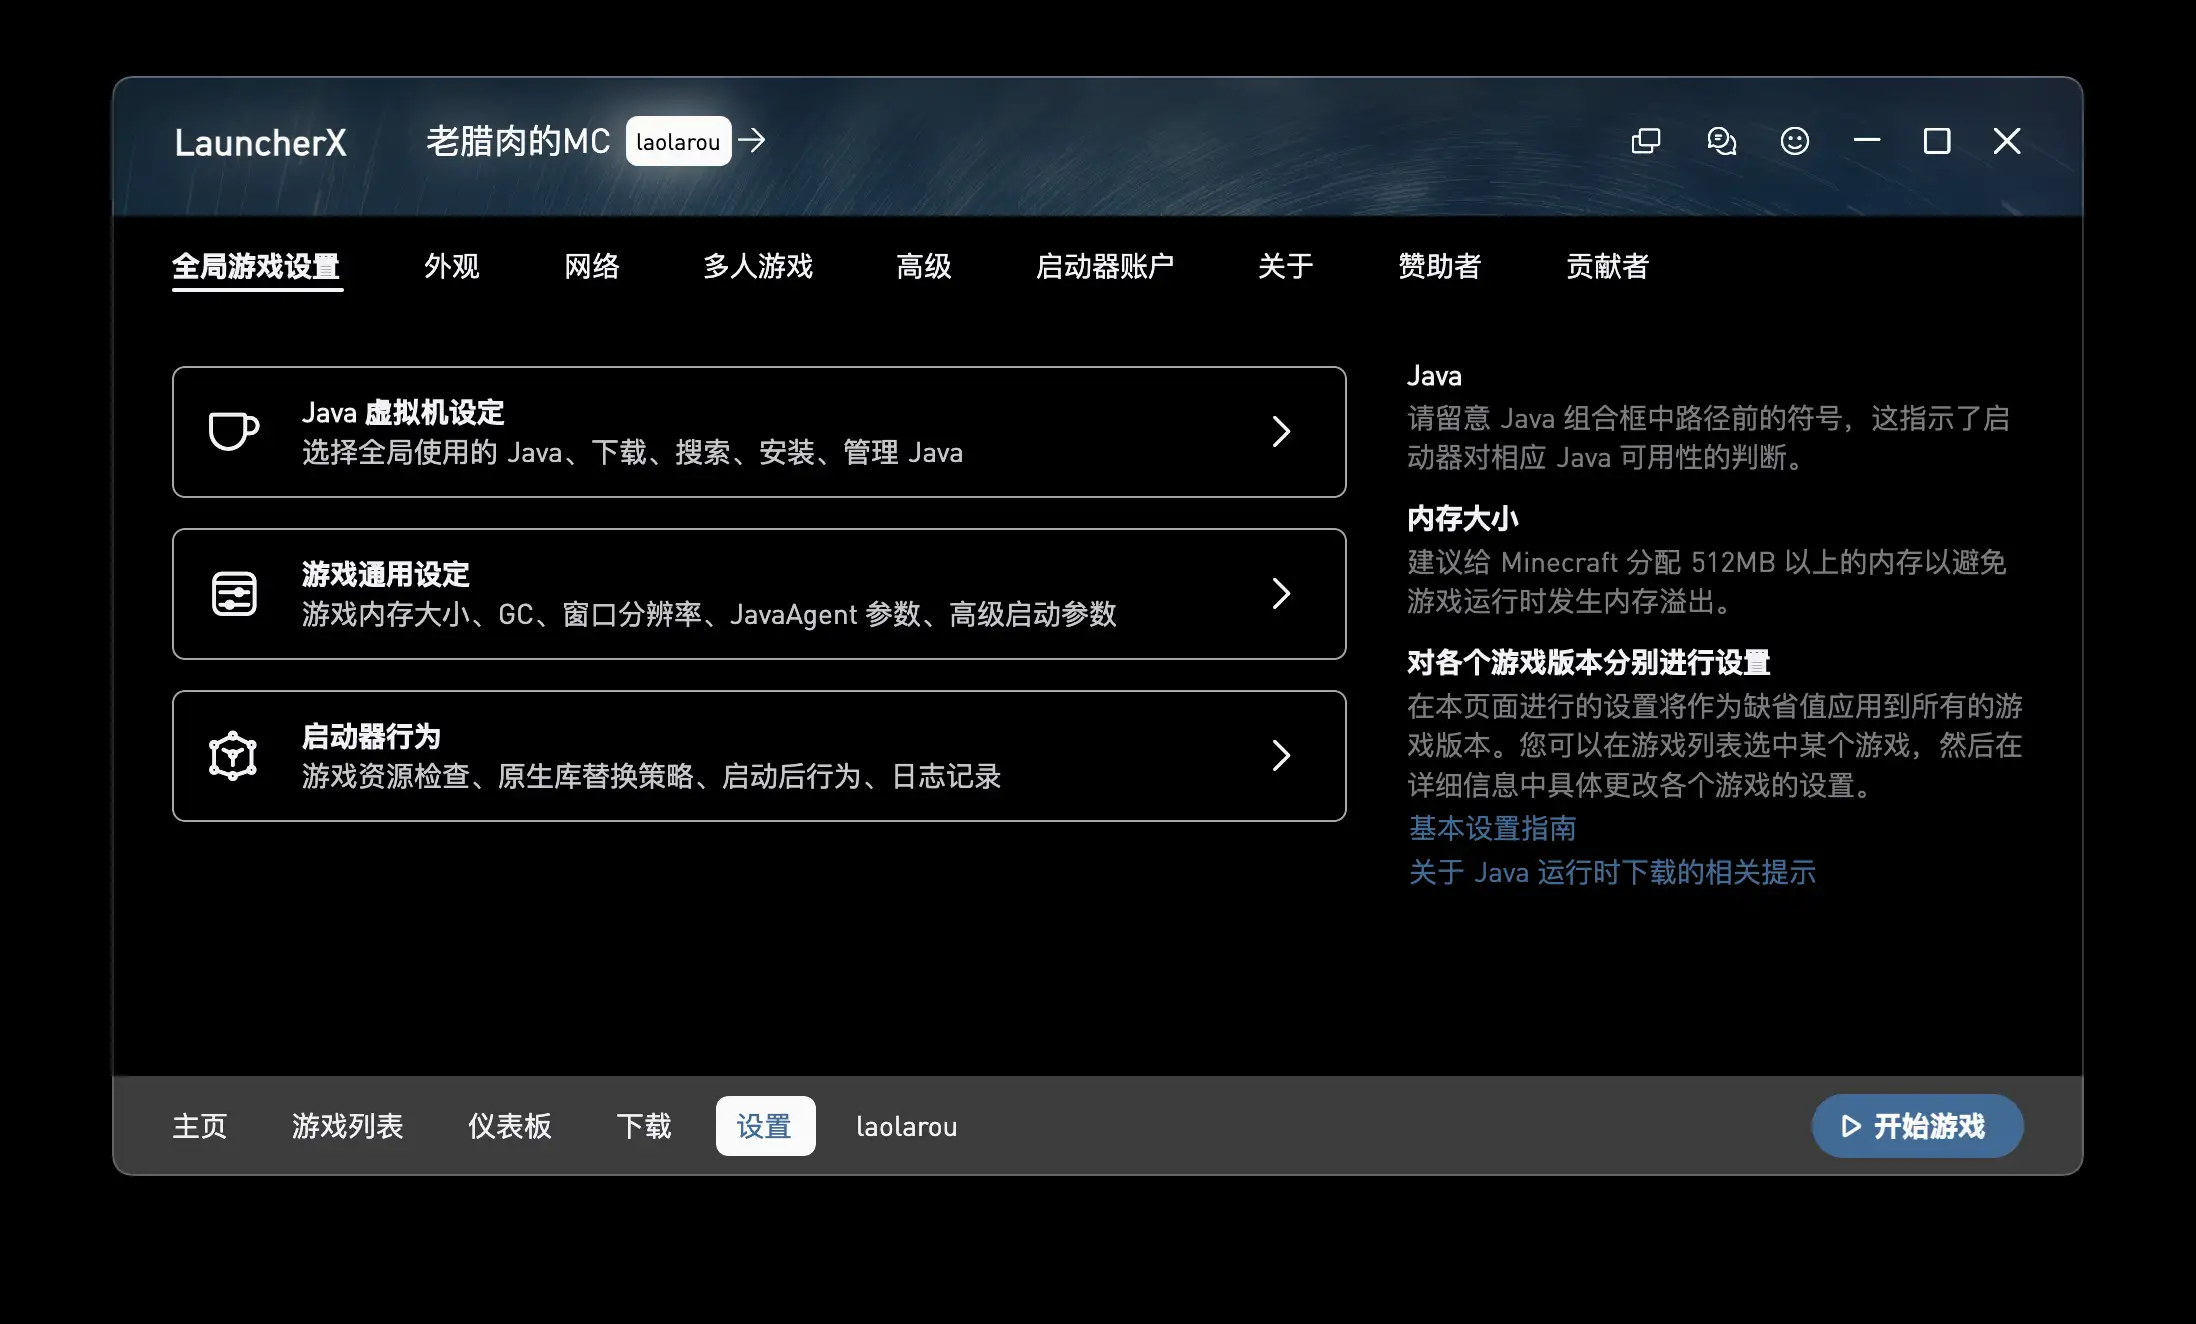 LauncherX
老腊肉的MC laolarou
全局游戏设置 外观 网络 多人游戏 高级 启动器账户 关于 赞助者 贡献者
Java 虚拟机设定
选择全局使用的 Java、下载、搜索、安装、管理 Java
游戏通用设定
游戏内存大小、GC、窗口分辨率、JavaAgent 参数、高级启动参数
启动器行为
游戏资源检查、原生库替换策略、启动后行为、日志记录
Java
请留意 Java 组合框中路径前的符号，这指示了启
动器对相应 Java 可用性的判断。
内存大小
建议给 Minecraft 分配 512MB 以上的内存以避免
游戏运行时发生内存溢出。
对各个游戏版本分别进行设置
在本页面进行的设置将作为缺省值应用到所有的游
戏版本。您可以在游戏列表选中某个游戏，然后在
详细信息中具体更改各个游戏的设置。
基本设置指南
关于 Java 运行时下载的相关提示
主页 游戏列表 仪表板 下载 设置 laolarou
开始游戏